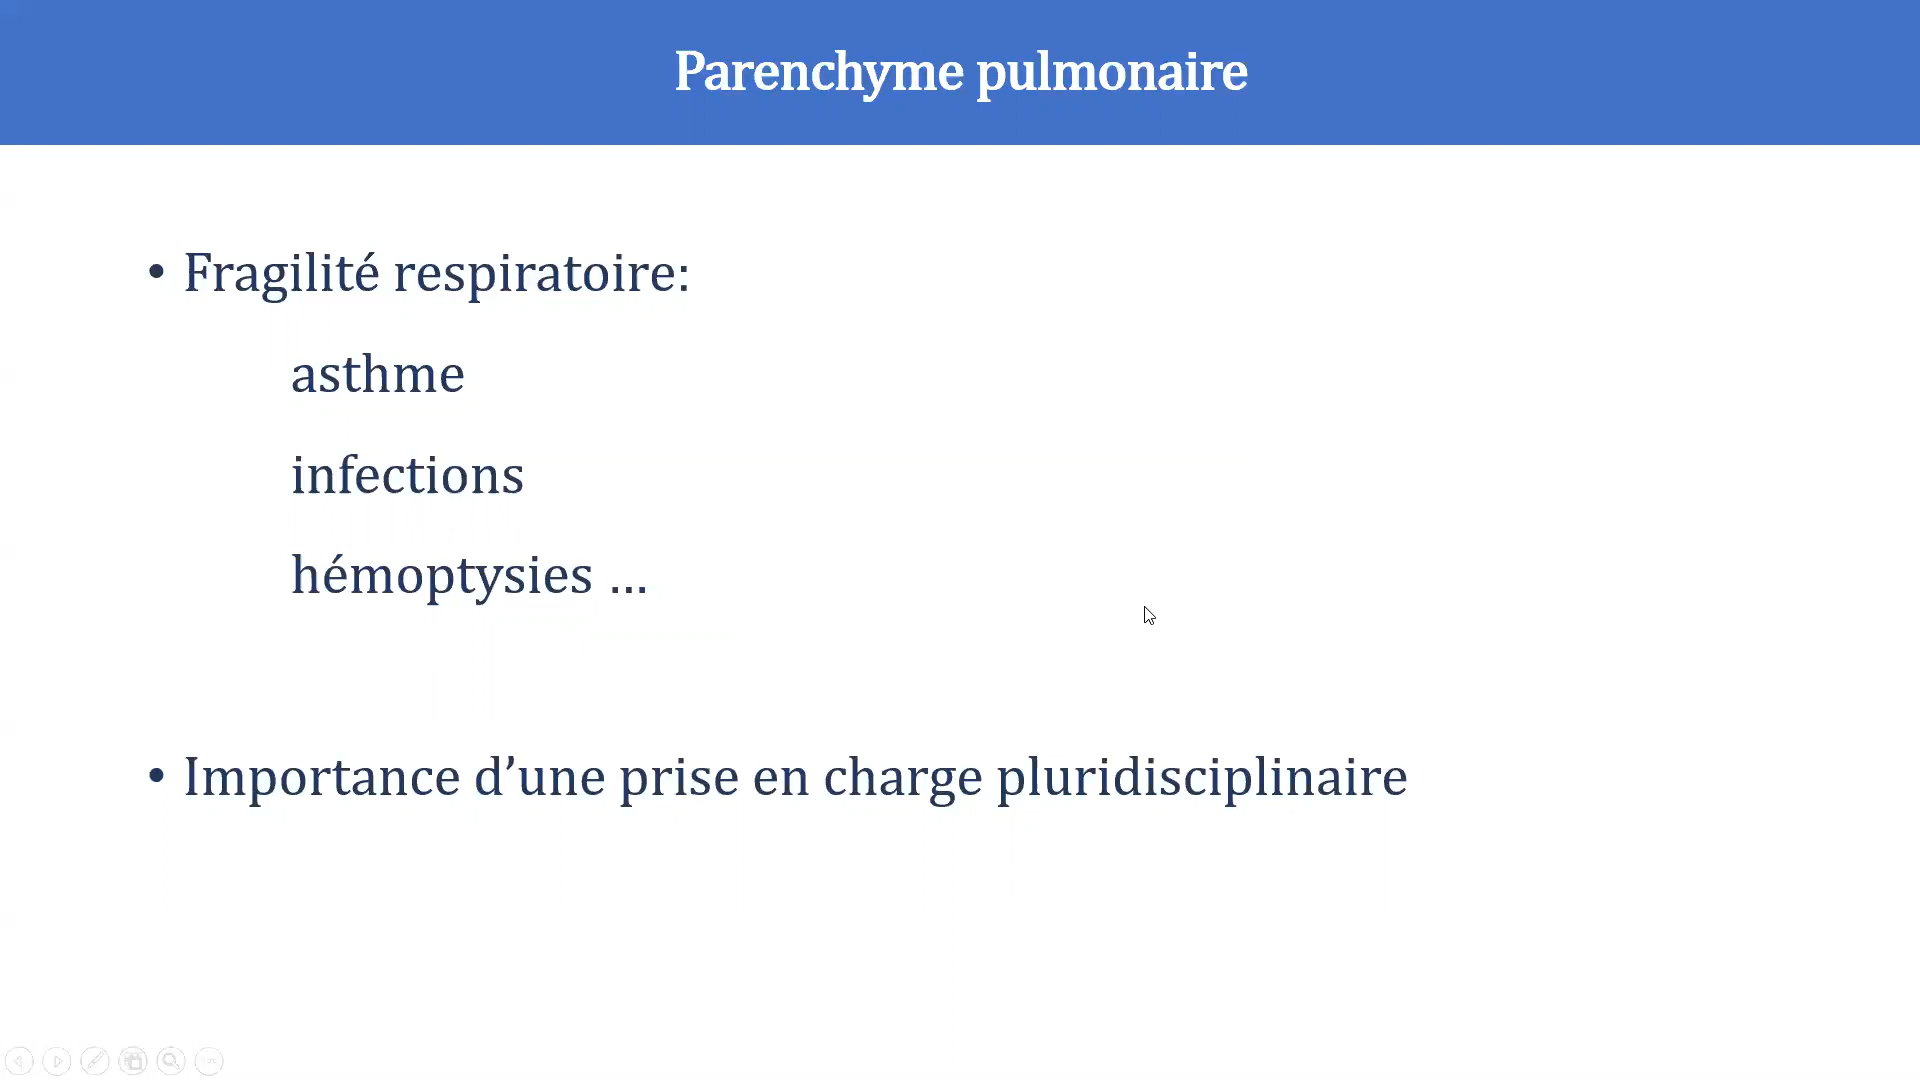 Parenchyme pulmonaire
• Fragilité respiratoire:
asthme
infections
hémoptysies ...
• Importance d’une prise en charge pluridisciplinaire